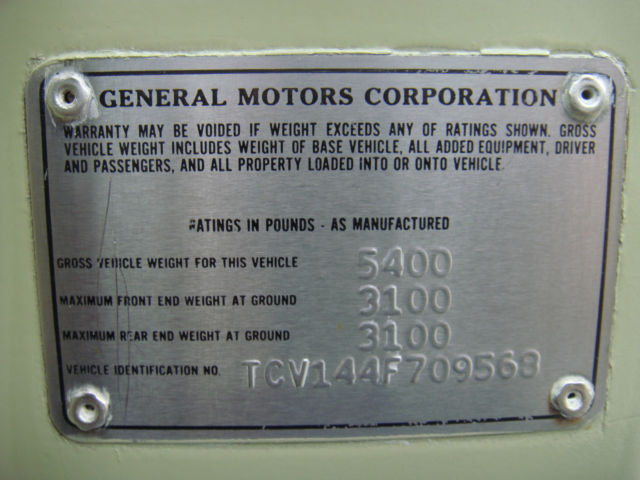 GENERAL MOTORS CORPORATION
WARRANTY MAY BE VOIDED IF WEIGHT EXCEEDS ANY OF RATINGS SHOWN. GROSS
VEHICLE WEIGHT INCLUDES WEIGHT OF BASE VEHICLE, ALL ADDED EQUIPMENT, DRIVER
AND PASSENGERS, AND ALL PROPERTY LOADED INTO OR ONTO VEHICLE.
RATINGS IN POUNDS - AS MANUFACTURED
GROSS VEHICLE WEIGHT FOR THIS VEHICLE 5400
MAXIMUM FRONT END WEIGHT AT GROUND 3100
MAXIMUM REAR END WEIGHT AT GROUND 3100
VEHICLE IDENTIFICATION NO. TCV144F709568